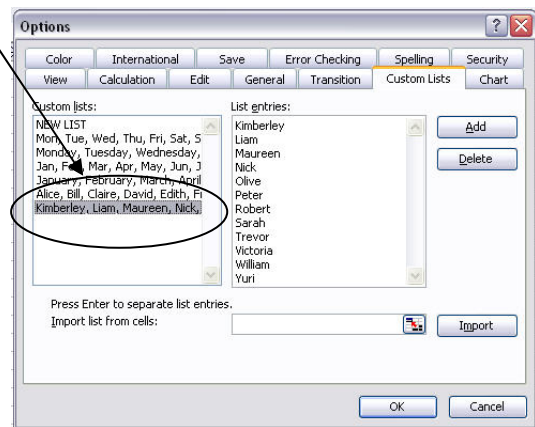 Options
Color International Save Error Checking Spelling Security
View Calculation Edit General Transition Custom Lists Chart
Custom lists:
NEW LIST
Mon, Tue, Wed, Thu, Fri, Sat, S
Monday, Tuesday, Wednesday,
Jan, Feb, Mar, Apr, May, Jun, J
January, February, March, April
Alice, Bill, Claire, David, Edith, Fi
Kimberley, Liam, Maureen, Nick,
List entries:
Kimberley
Liam
Maureen
Nick
Olive
Peter
Robert
Sarah
Trevor
Victoria
William
Yuri
Add
Delete
Press Enter to separate list entries.
Import list from cells:
Import
OK Cancel